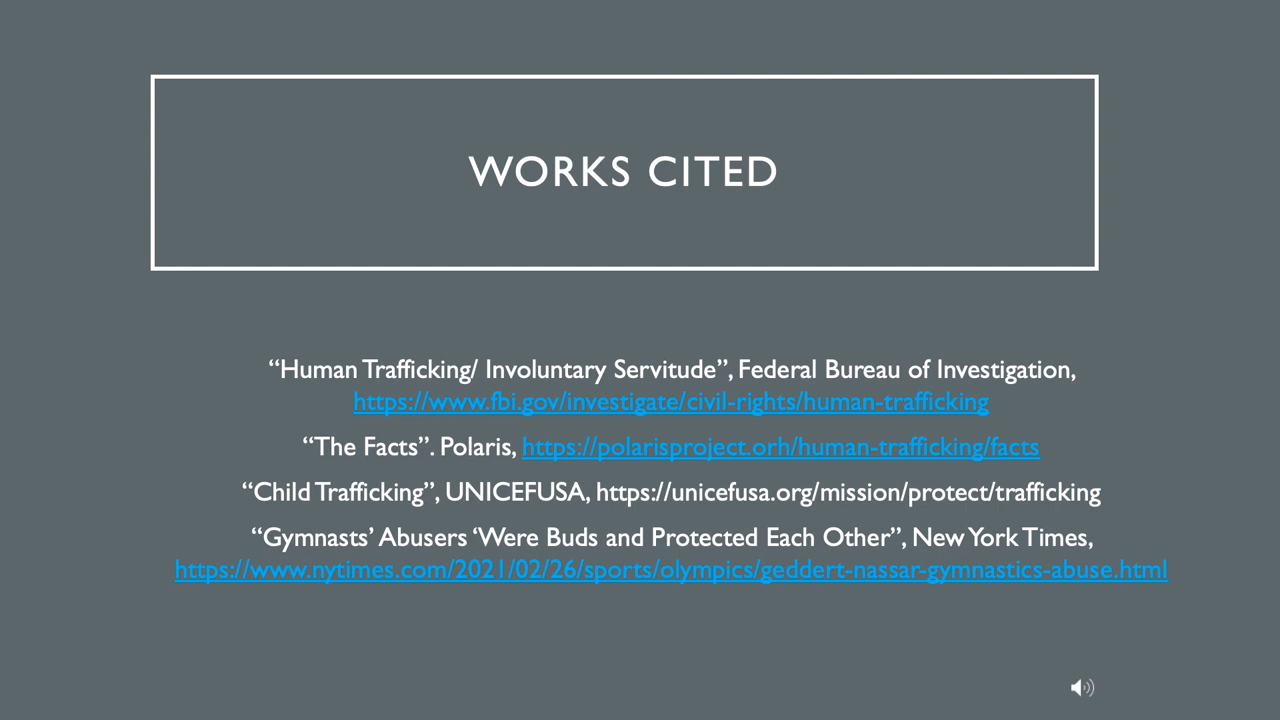 WORKS CITED
“Human Trafficking/ Involuntary Servitude”, Federal Bureau of Investigation,
https://www.fbi.gov/investigate/civil-rights/human-trafficking
“The Facts”. Polaris, https://polarisproject.orh/human-trafficking/facts
“Child Trafficking”, UNICEFUSA, https://unicefusa.org/mission/protect/trafficking
“Gymnasts’ Abusers ‘Were Buds and Protected Each Other”, New York Times,
https://www.nytimes.com/2021/02/26/sports/olympics/geddert-nassar-gymnastics-abuse.html